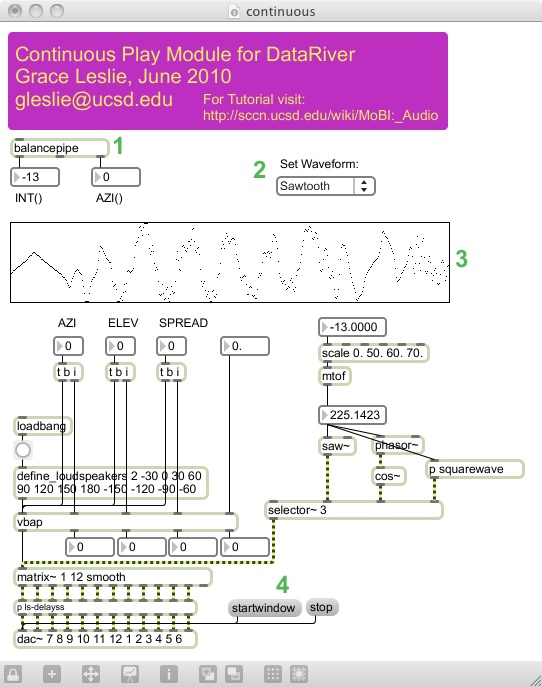 continuous
Continuous Play Module for DataRiver
Grace Leslie, June 2010
gleslie@ucsd.edu
For Tutorial visit:
http://sccn.ucsd.edu/wiki/MoBI:_Audio
balancepipe
1
-13
0
INT()
AZI()
2
Set Waveform:
Sawtooth
3
AZI
ELEV
SPREAD
0
0
0
0.
t b i
t b i
t b i
-13.0000
scale 0. 50. 60. 70.
mtof
225.1423
loadbang
saw~
phasor~
cos~
p squarewave
define_loudspeakers 2 -30 0 30 60
90 120 150 180 -150 -120 -90 -60
selector~ 3
vbap
0
0
0
0
matrix~ 1 12 smooth
p ls-delayss
4
startwindow
stop
dac~ 7 8 9 10 11 12 1 2 3 4 5 6